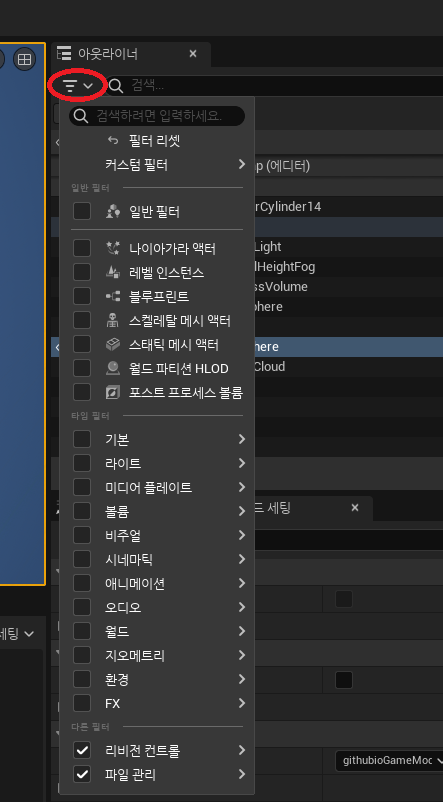 아웃라이너
검색...
검색하려면 입력하세요.
필터 리셋
커스텀 필터
(에디터)
일반 필터
rCylinder14
일반 필터
나이아가라 액터
Light
레벨 인스턴스
lHeightFog
블루프린트
ssVolume
스켈레탈 메시 액터
phere
스태틱 메시 액터
here
월드 파티션 HLOD
Cloud
포스트 프로세스 볼륨
타입 필터
기본
라이트
미디어 플레이트
볼륨
드 세팅
비주얼
시네마틱
애니메이션
오디오
월드
세팅
지오메트리
환경
FX
다른 필터
리비전 컨트롤
파일 관리
githubioGameMoc